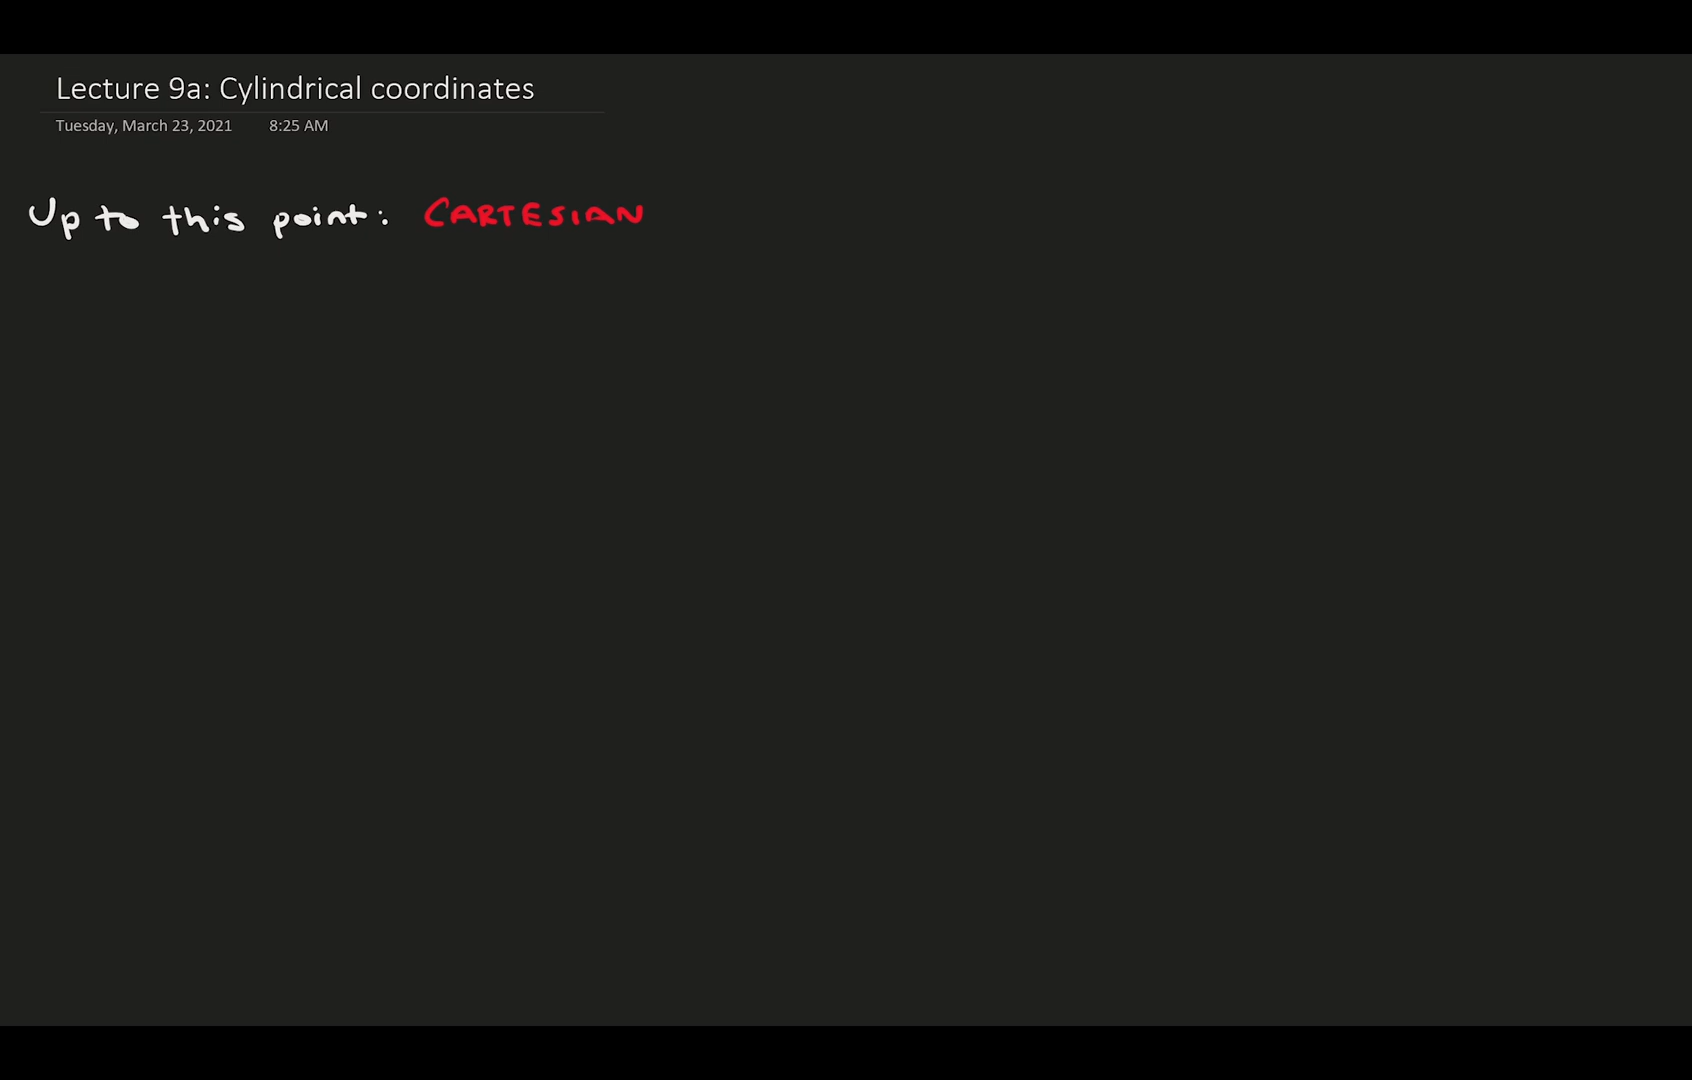 Lecture 9a: Cylindrical coordinates
Tuesday, March 23, 2021 8:25 AM
Up to this point: CARTESIAN